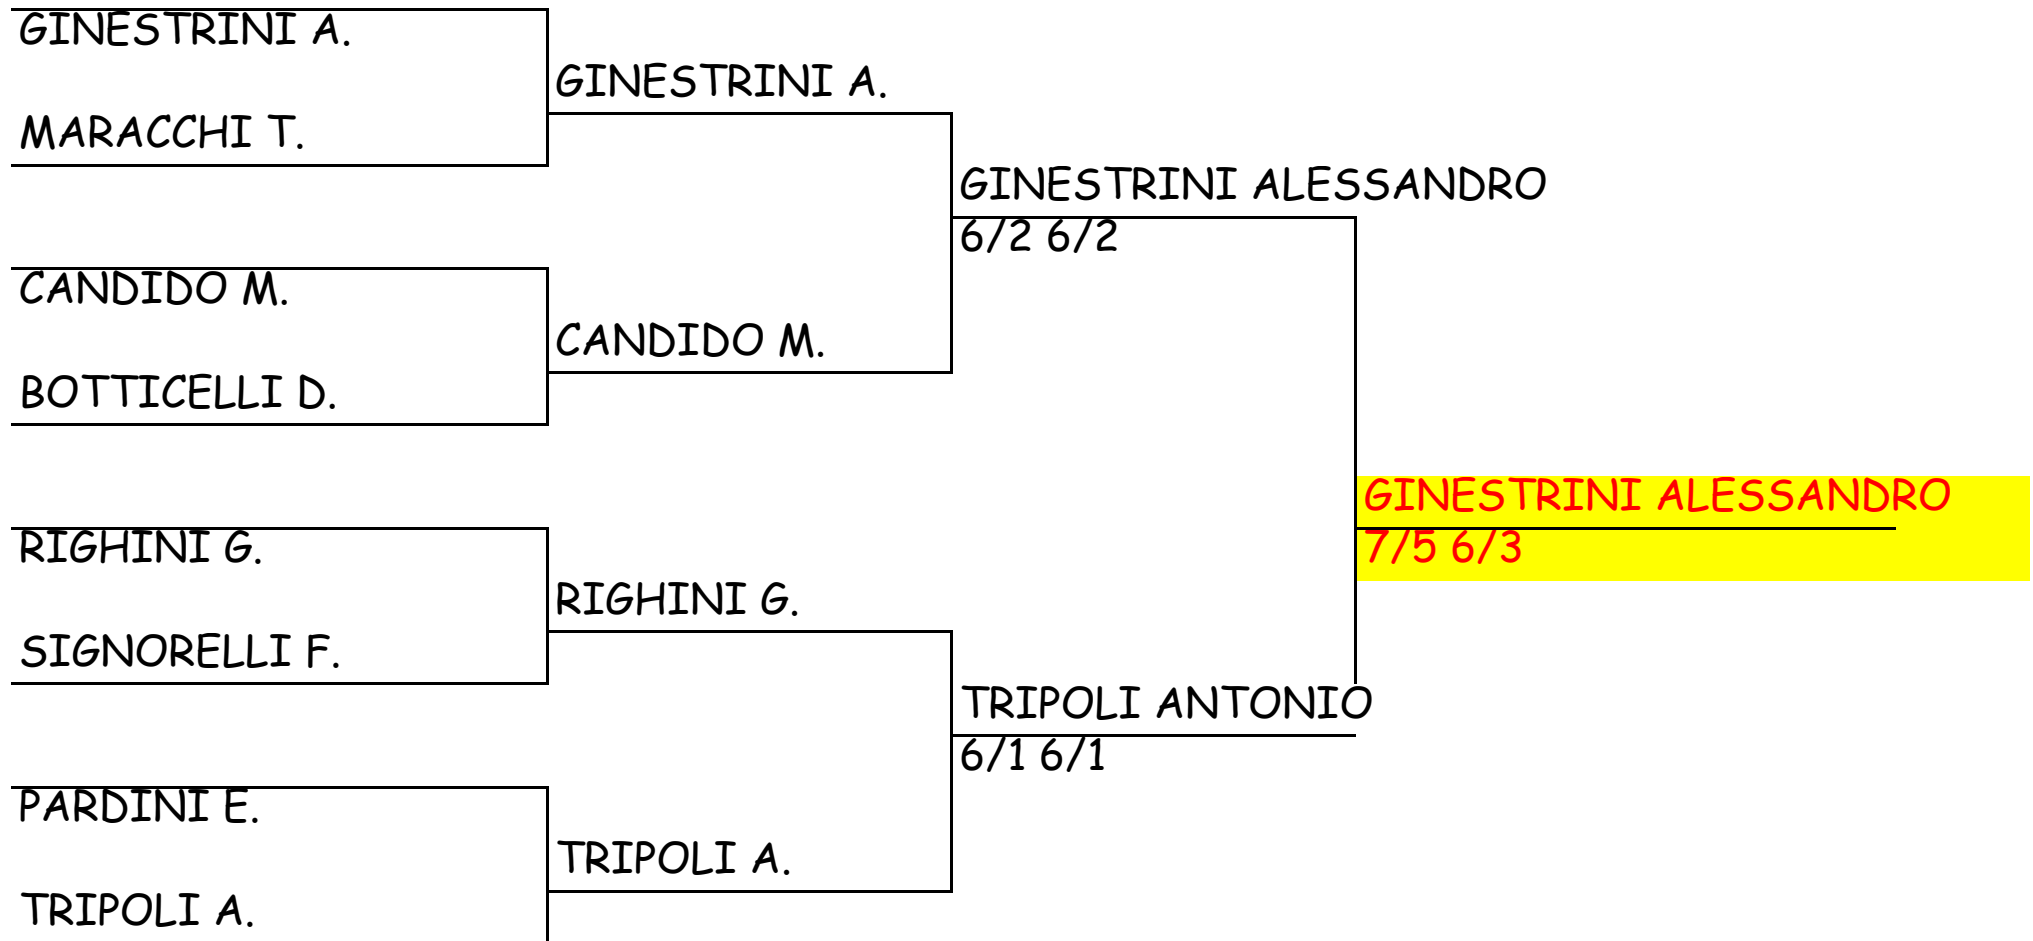 GINESTRINI A.
GINESTRINI A.
MARACCHI T.
GINESTRINI ALESSANDRO
6/2 6/2
CANDIDO M.
CANDIDO M.
BOTTICELLI D.
GINESTRINI ALESSANDRO
7/5 6/3
RIGHINI G.
RIGHINI G.
SIGNORELLI F.
TRIPOLI ANTONIO
6/1 6/1
PARDINI E.
TRIPOLI A.
TRIPOLI A.